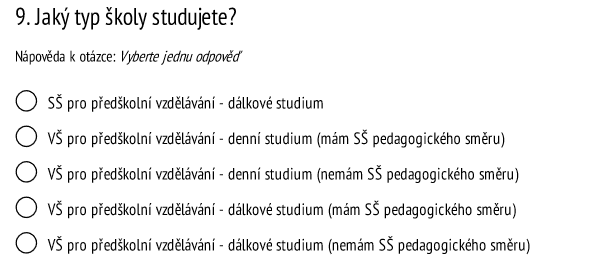 9. Jaký typ školy studujete?
Nápověda k otázce: Vyberte jednu odpověď
SŠ pro předškolní vzdělávání - dálkové studium
VŠ pro předškolní vzdělávání - denní studium (mám SŠ pedagogického směru)
VŠ pro předškolní vzdělávání - denní studium (nemám SŠ pedagogického směru)
VŠ pro předškolní vzdělávání - dálkové studium (mám SŠ pedagogického směru)
VŠ pro předškolní vzdělávání - dálkové studium (nemám SŠ pedagogického směru)